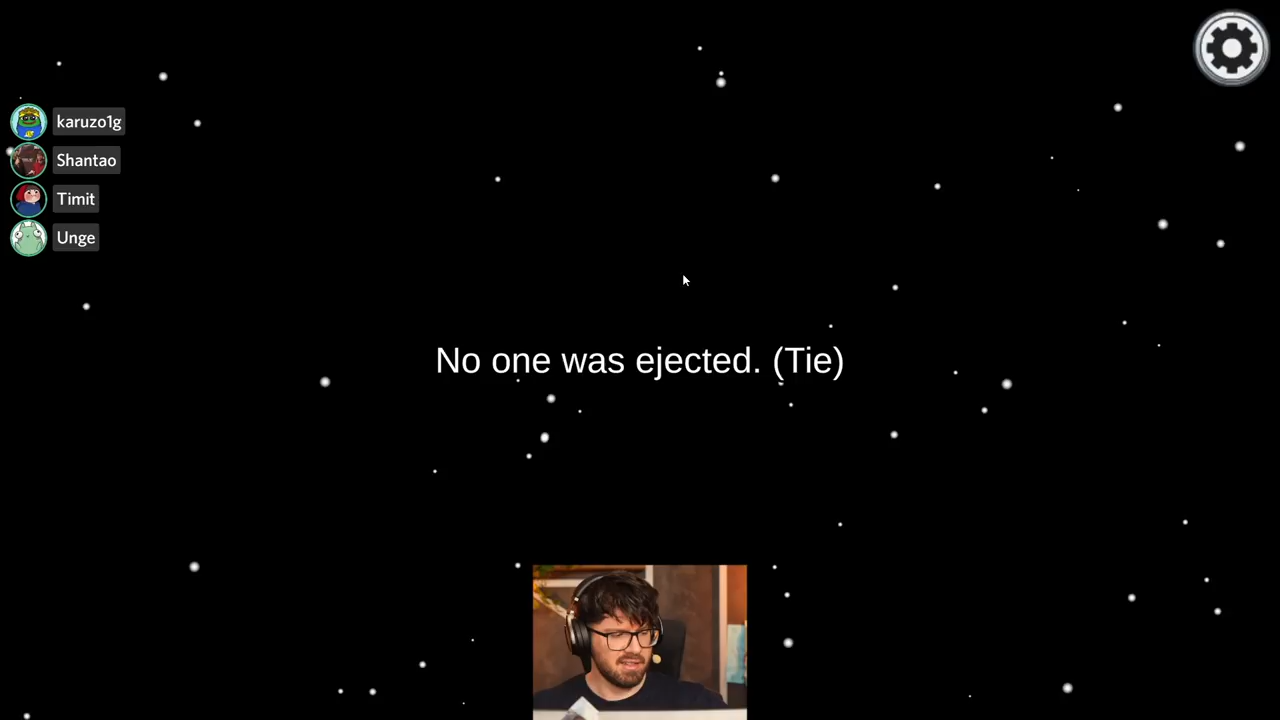 karuzo1g
Shantao
Timit
Unge
No one was ejected. (Tie)